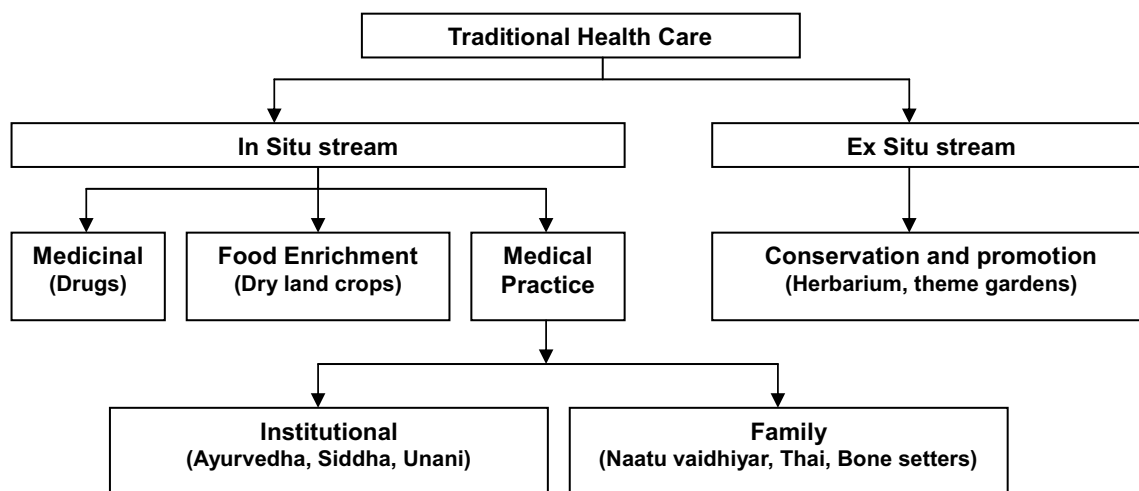 Traditional Health Care
In Situ stream
Ex Situ stream
Medicinal
(Drugs)
Food Enrichment
(Dry land crops)
Medical
Practice
Conservation and promotion
(Herbarium, theme gardens)
Institutional
(Ayurvedha, Siddha, Unani)
Family
(Naatu vaidhiyar, Thai, Bone setters)